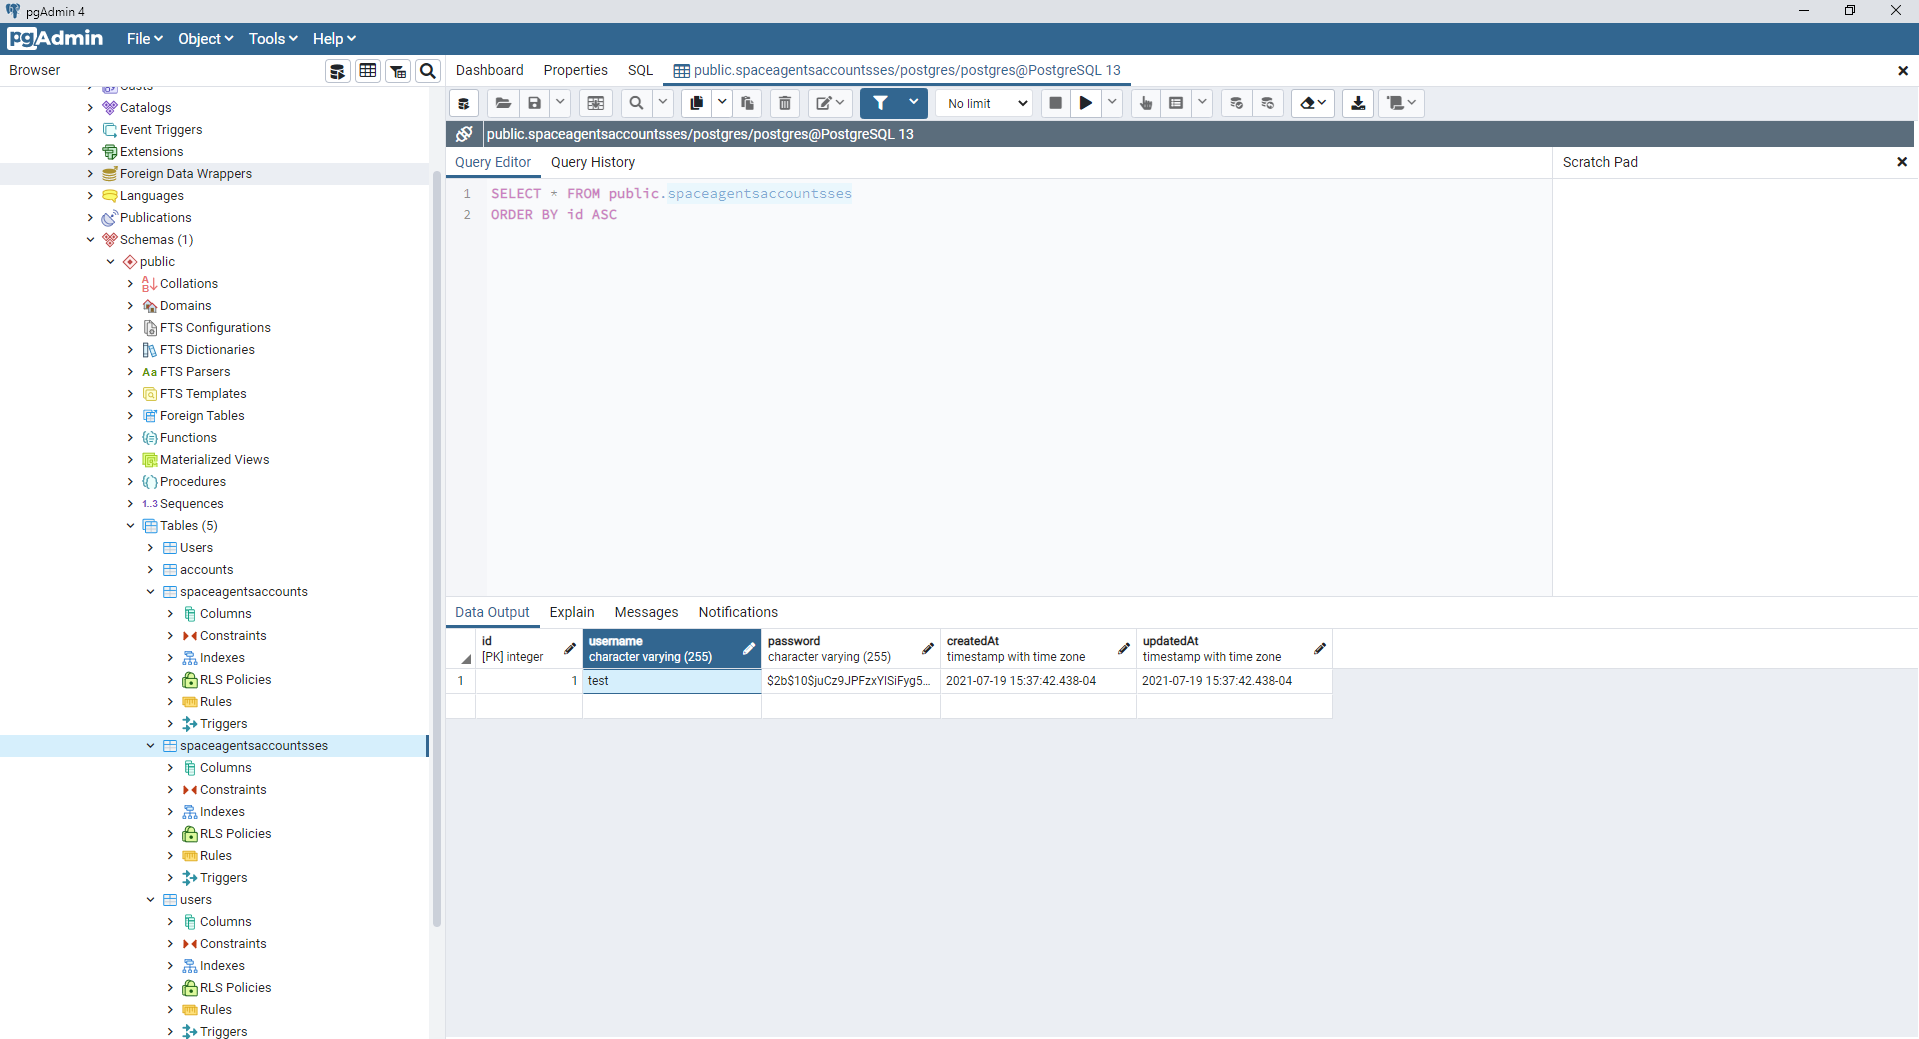 pgAdmin 4
pgAdmin File Object Tools Help
Browser
Dashboard Properties SQL public.spaceagentsaccountsses/postgres/postgres@PostgreSQL 13
Casts
Catalogs
Event Triggers
Extensions
Foreign Data Wrappers
Languages
Publications
Schemas (1)
public
Collations
Domains
FTS Configurations
FTS Dictionaries
Aa FTS Parsers
FTS Templates
Foreign Tables
Functions
Materialized Views
Procedures
1..3 Sequences
Tables (5)
Users
accounts
spaceagentsaccounts
Columns
Constraints
Indexes
RLS Policies
Rules
Triggers
spaceagentsaccountsses
Columns
Constraints
Indexes
RLS Policies
Rules
Triggers
users
Columns
Constraints
Indexes
RLS Policies
Rules
Triggers
No limit
public.spaceagentsaccountsses/postgres/postgres@PostgreSQL 13
Query Editor Query History
Scratch Pad
1 SELECT * FROM public.spaceagentsaccountsses
2 ORDER BY id ASC
Data Output Explain Messages Notifications
id username password createdAt updatedAt
[PK] integer character varying (255) character varying (255) timestamp with time zone timestamp with time zone
1 1 test $2b$10$juCz9JPFzxYlSiFyg5... 2021-07-19 15:37:42.438-04 2021-07-19 15:37:42.438-04